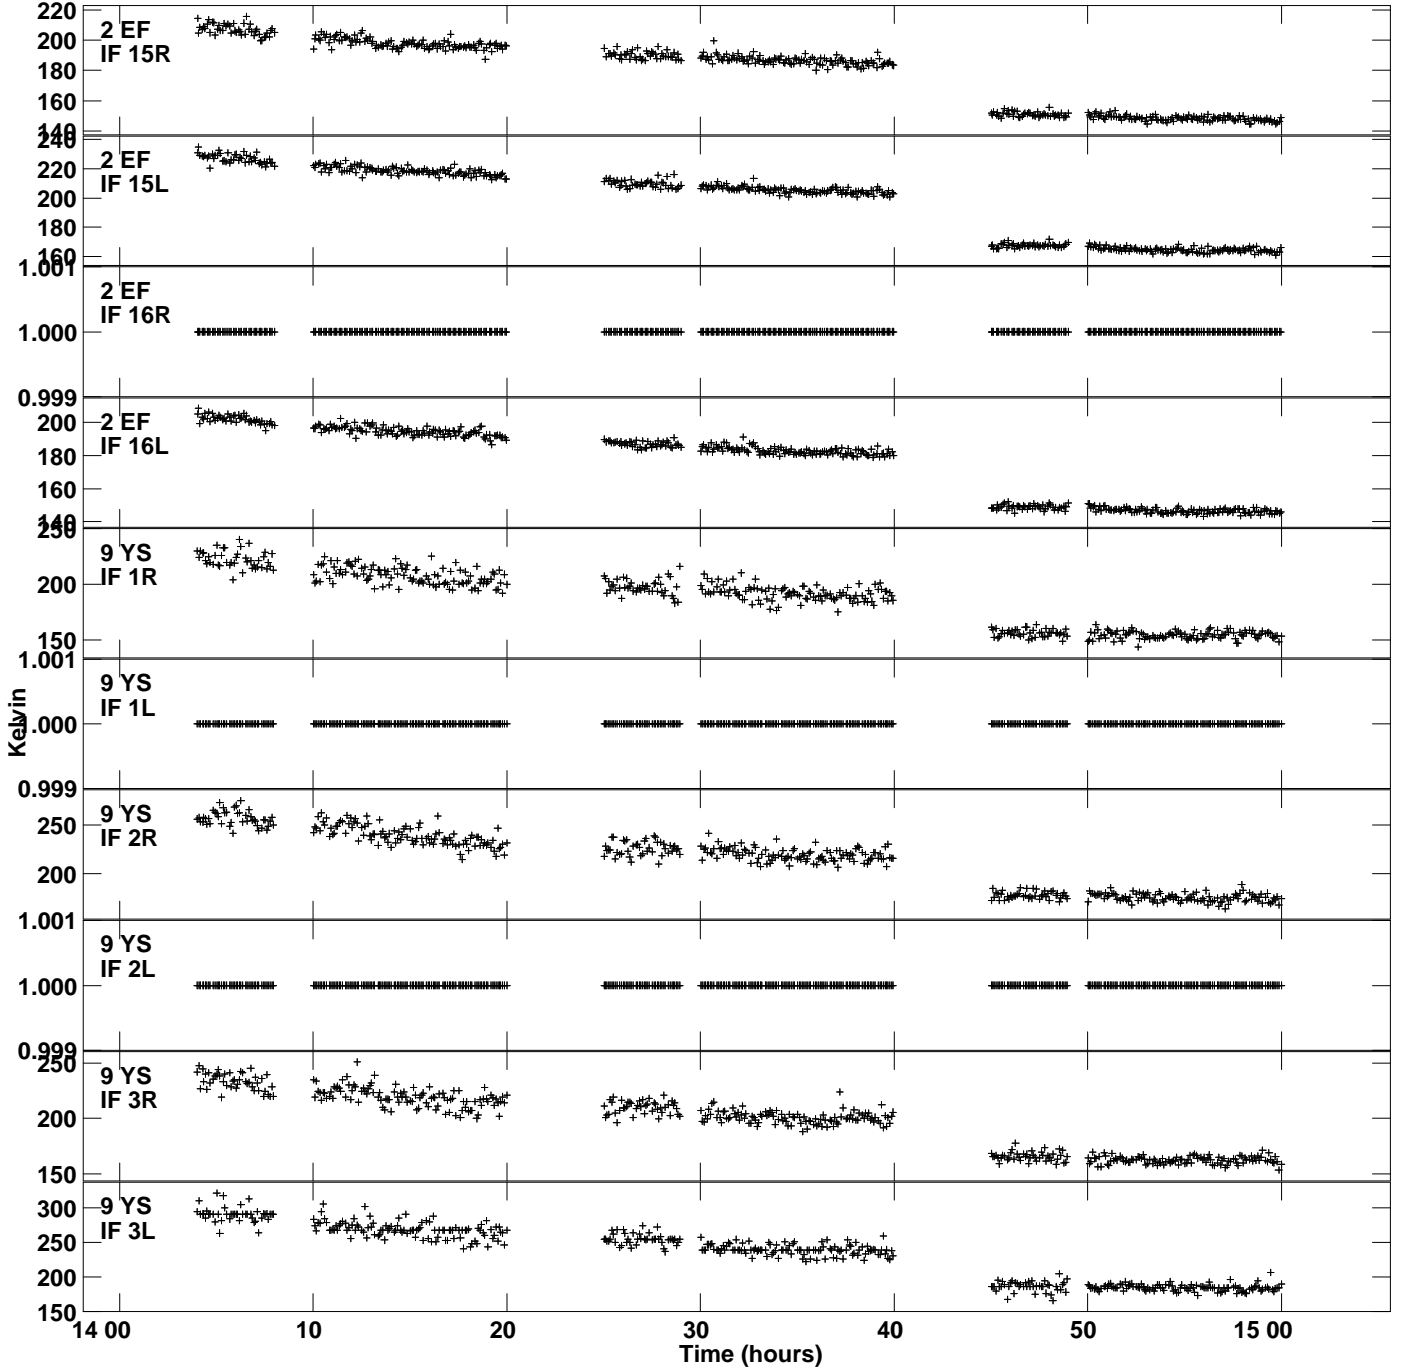 220
200
180
160
140
2 EF
IF 15R
240
220
200
180
160
2 EF
IF 15L
1.001
1.000
0.999
2 EF
IF 16R
200
180
160
140
2 EF
IF 16L
250
200
150
9 YS
IF 1R
1.001
1.000
0.999
9 YS
IF 1L
Kelvin
250
200
9 YS
IF 2R
1.001
1.000
0.999
9 YS
IF 2L
250
200
150
9 YS
IF 3R
300
250
200
150
9 YS
IF 3L
14 00 10 20 30 40 50 15 00
Time (hours)